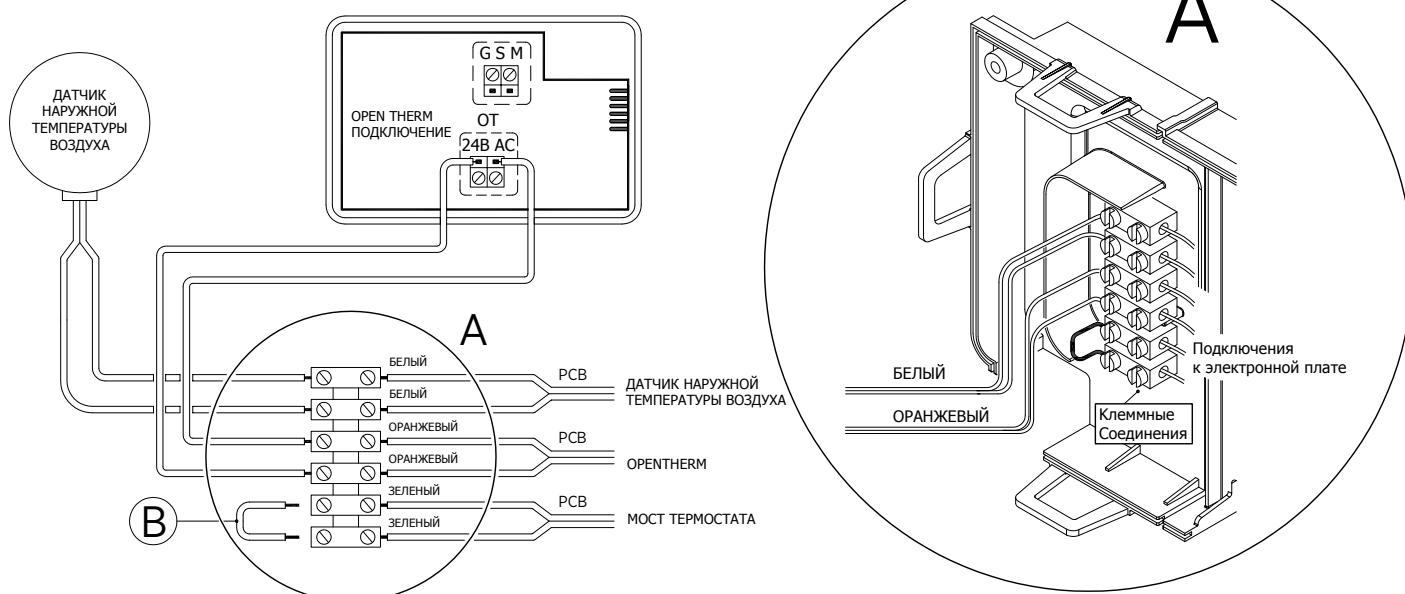 ДАТЧИК
НАРУЖНОЙ
ТЕМПЕРАТУРЫ
ВОЗДУХА
G S M
OPEN THERM
ПОДКЛЮЧЕНИЕ
OT
24В AC
A
БЕЛЫЙ
PCB
БЕЛЫЙ
ДАТЧИК НАРУЖНОЙ
ТЕМПЕРАТУРЫ ВОЗДУХА
ОРАНЖЕВЫЙ
PCB
ОРАНЖЕВЫЙ
OPENTHERM
ЗЕЛЕНЫЙ
PCB
ЗЕЛЕНЫЙ
МОСТ ТЕРМОСТАТА
B
A
БЕЛЫЙ
ОРАНЖЕВЫЙ
Подключения
к электронной плате
Клеммные
Соединения